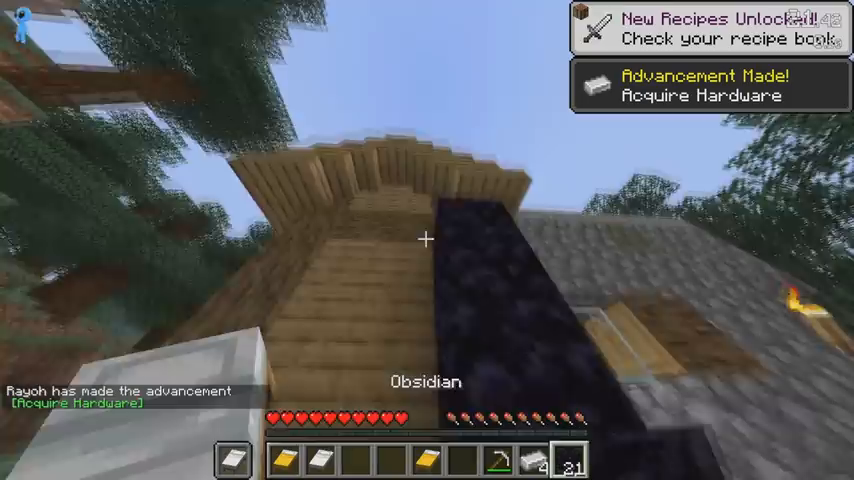 New Recipes Unlocked!
Check your recipe book
Advancement Made!
Acquire Hardware
Obsidian
Rayoh has made the advancement
[Acquire Hardware]
4
21